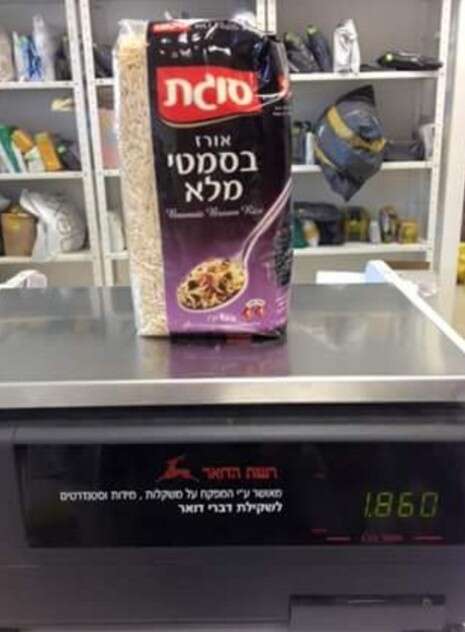 סוגת
אורז
בסמטי
מלא
Basmati Brown Rice
רשות הדואר
מאושר ע"י המפקח על משקלות, מידות וסטנדרטים
לשקילת דברי דואר
1.860